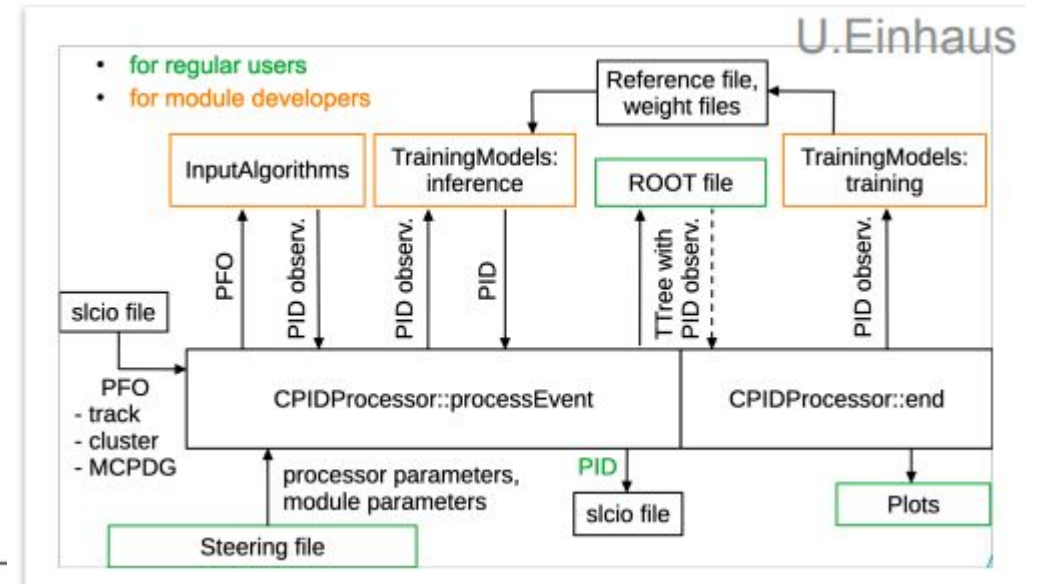 U.Einhaus
• for regular users
• for module developers
Reference file,
weight files
InputAlgorithms
TrainingModels:
inference
ROOT file
TrainingModels:
training
PFO
PID observ.
PID observ.
PID
TTree with
PID observ.
PID observ.
slcio file
PFO
- track
- cluster
- MCPDG
CPIDProcessor::processEvent
CPIDProcessor::end
processor parameters,
module parameters
PID
slcio file
Plots
Steering file